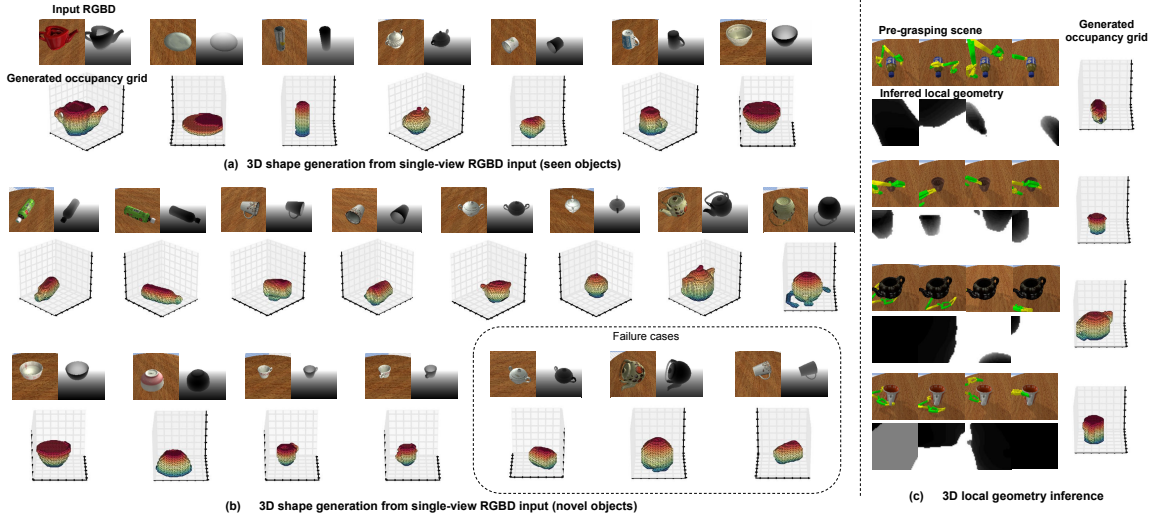 Input RGBD
Generated occupancy grid
(a) 3D shape generation from single-view RGBD input (seen objects)
Failure cases
(b) 3D shape generation from single-view RGBD input (novel objects)
Pre-grasping scene
Generated
occupancy grid
Inferred local geometry
(c) 3D local geometry inference